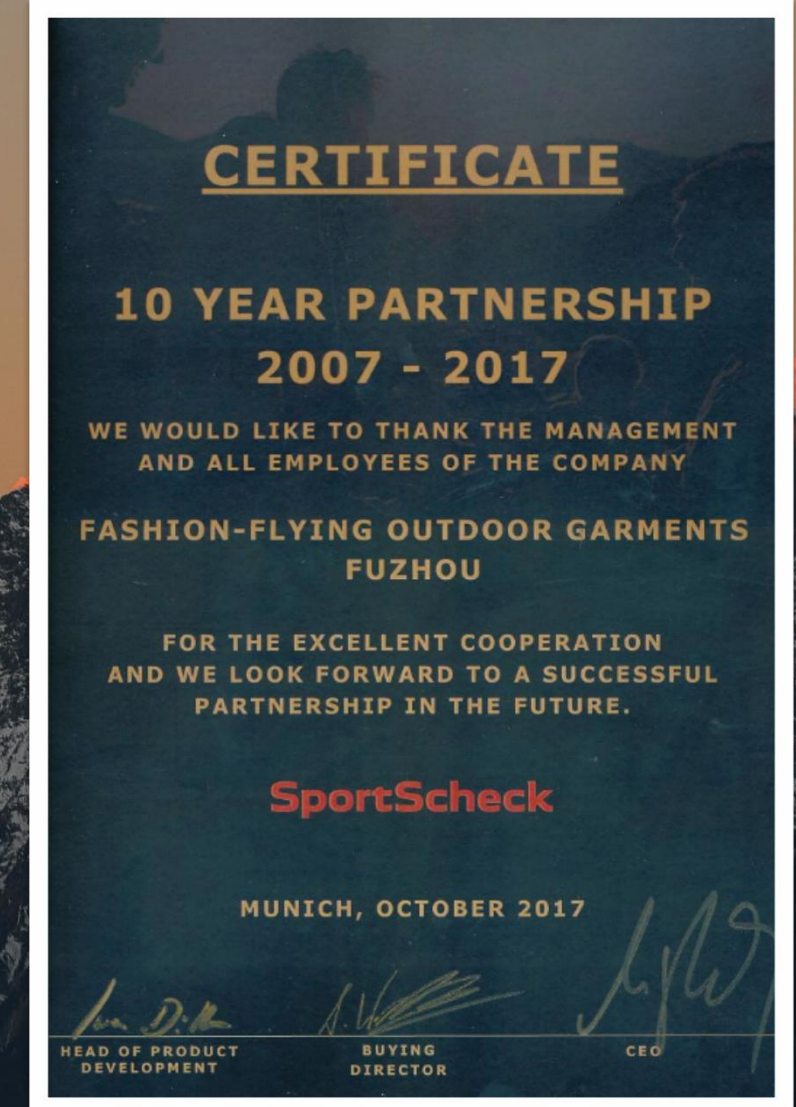 CERTIFICATE
10 YEAR PARTNERSHIP
2007 - 2017
WE WOULD LIKE TO THANK THE MANAGEMENT
AND ALL EMPLOYEES OF THE COMPANY
FASHION-FLYING OUTDOOR GARMENTS
FUZHOU
FOR THE EXCELLENT COOPERATION
AND WE LOOK FORWARD TO A SUCCESSFUL
PARTNERSHIP IN THE FUTURE.
SportScheck
MUNICH, OCTOBER 2017
HEAD OF PRODUCT
DEVELOPMENT
BUYING
DIRECTOR
CEO